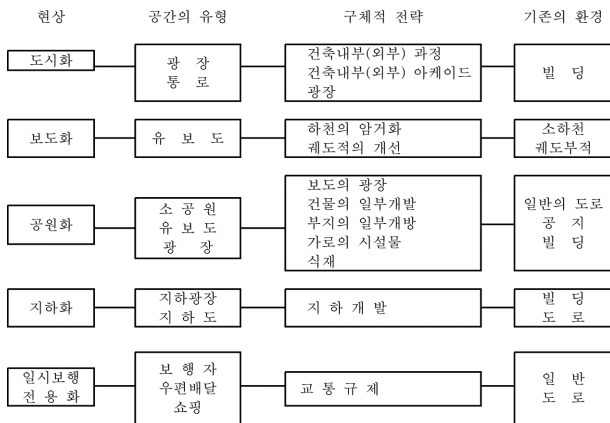 현상 공간의 유형 구체적 전략 기존의 환경
도시화
광 장
통 로
건축내부(외부) 과정
건축내부(외부) 아케이드
광장
빌 딩
보도화
유 보 도
하천의 암거화
궤도적의 개선
소하천
궤도부적
공원화
소 공 원
유 보 도
광 장
보도의 광장
건물의 일부개발
부지의 일부개방
가로의 시설물
식재
일반의 도로
공 지
빌 딩
지하화
지하광장
지 하 도
지 하 개 발
빌 딩
도 로
일시보행
전 용 화
보 행 자
우편배달
쇼핑
교 통 규 제
일 반
도 로